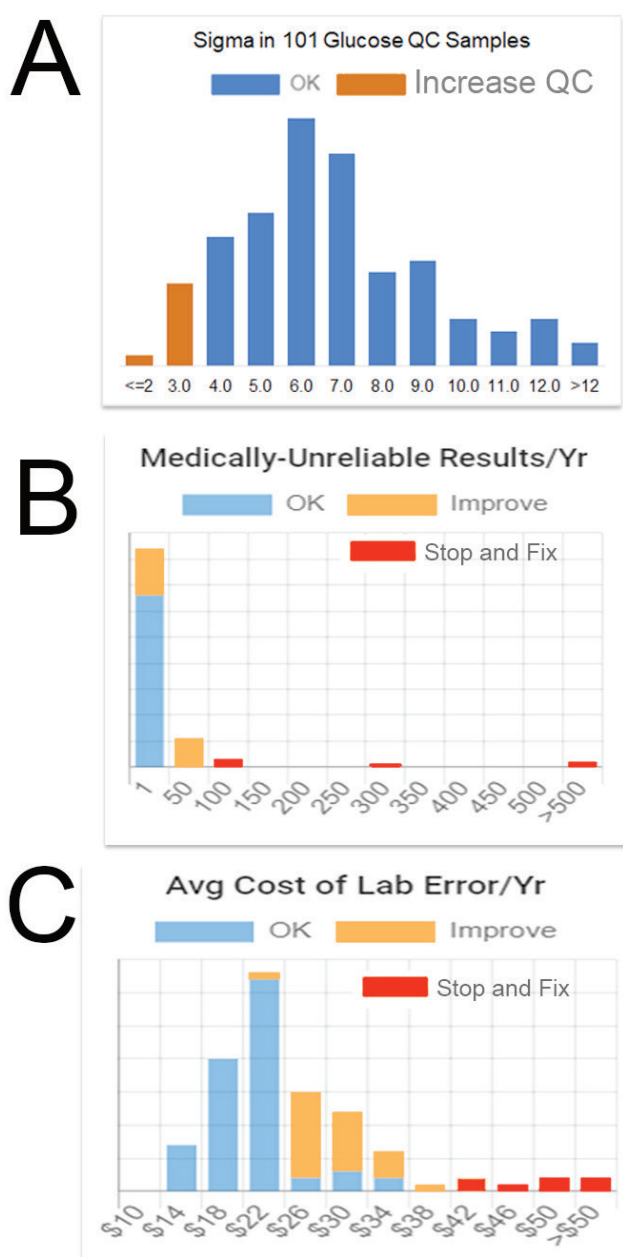 A
Sigma in 101 Glucose QC Samples
OK Increase QC
<=2 3.0 4.0 5.0 6.0 7.0 8.0 9.0 10.0 11.0 12.0 >12
B
Medically-Unreliable Results/Yr
OK Improve
Stop and Fix
1 50 100 150 200 250 300 350 400 450 500 >500
C
Avg Cost of Lab Error/Yr
OK Improve
Stop and Fix
$10 $14 $18 $22 $26 $30 $34 $38 $42 $46 $50 >$50